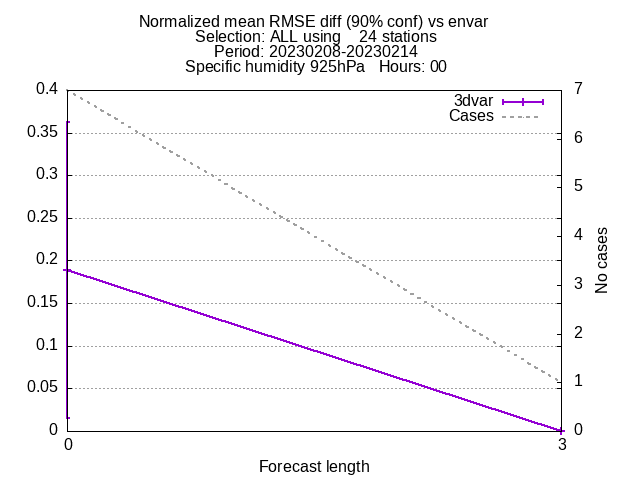 Normalized mean RMSE diff (90% conf) vs envar
Selection: ALL using    24 stations
Period: 20230208-20230214
Specific humidity 925hPa   Hours: 00
3dvar
Cases
0.4
0.35
0.3
0.25
0.2
0.15
0.1
0.05
0
7
6
5
4
3
2
1
0
No cases
0
3
Forecast length